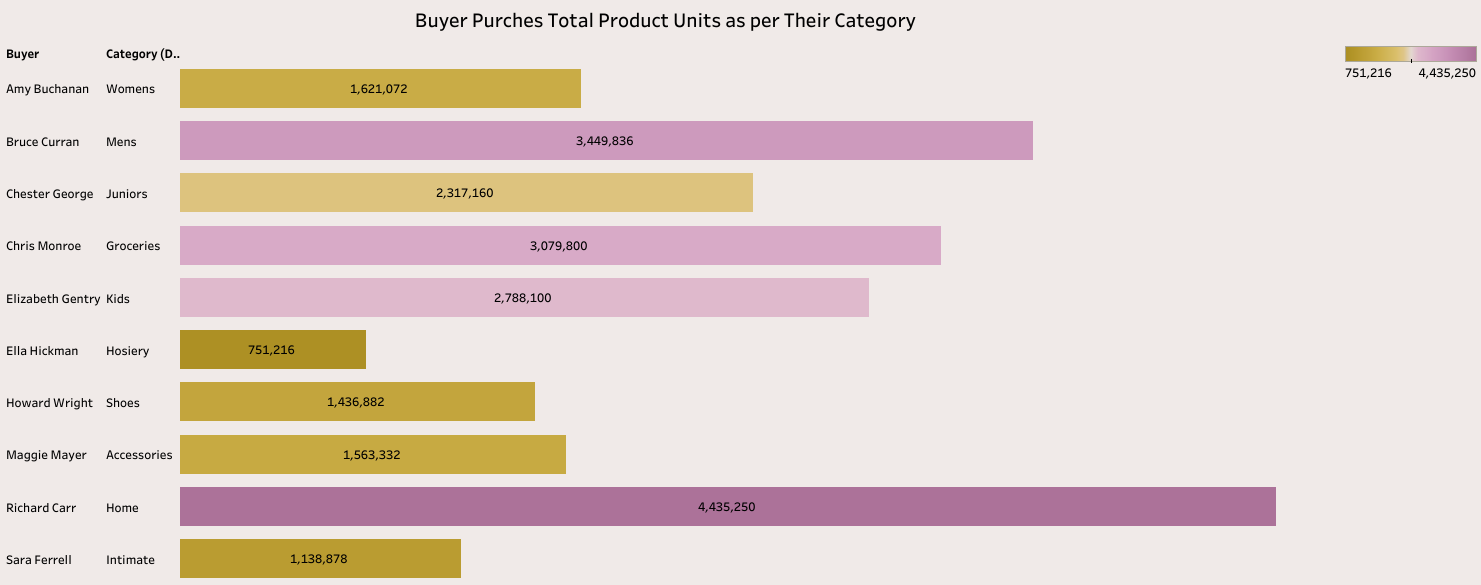 Buyer Purches Total Product Units as per Their Category
Buyer Category (D..
751,216 4,435,250
Amy Buchanan Womens 1,621,072
Bruce Curran Mens 3,449,836
Chester George Juniors 2,317,160
Chris Monroe Groceries 3,079,800
Elizabeth Gentry Kids 2,788,100
Ella Hickman Hosiery 751,216
Howard Wright Shoes 1,436,882
Maggie Mayer Accessories 1,563,332
Richard Carr Home 4,435,250
Sara Ferrell Intimate 1,138,878